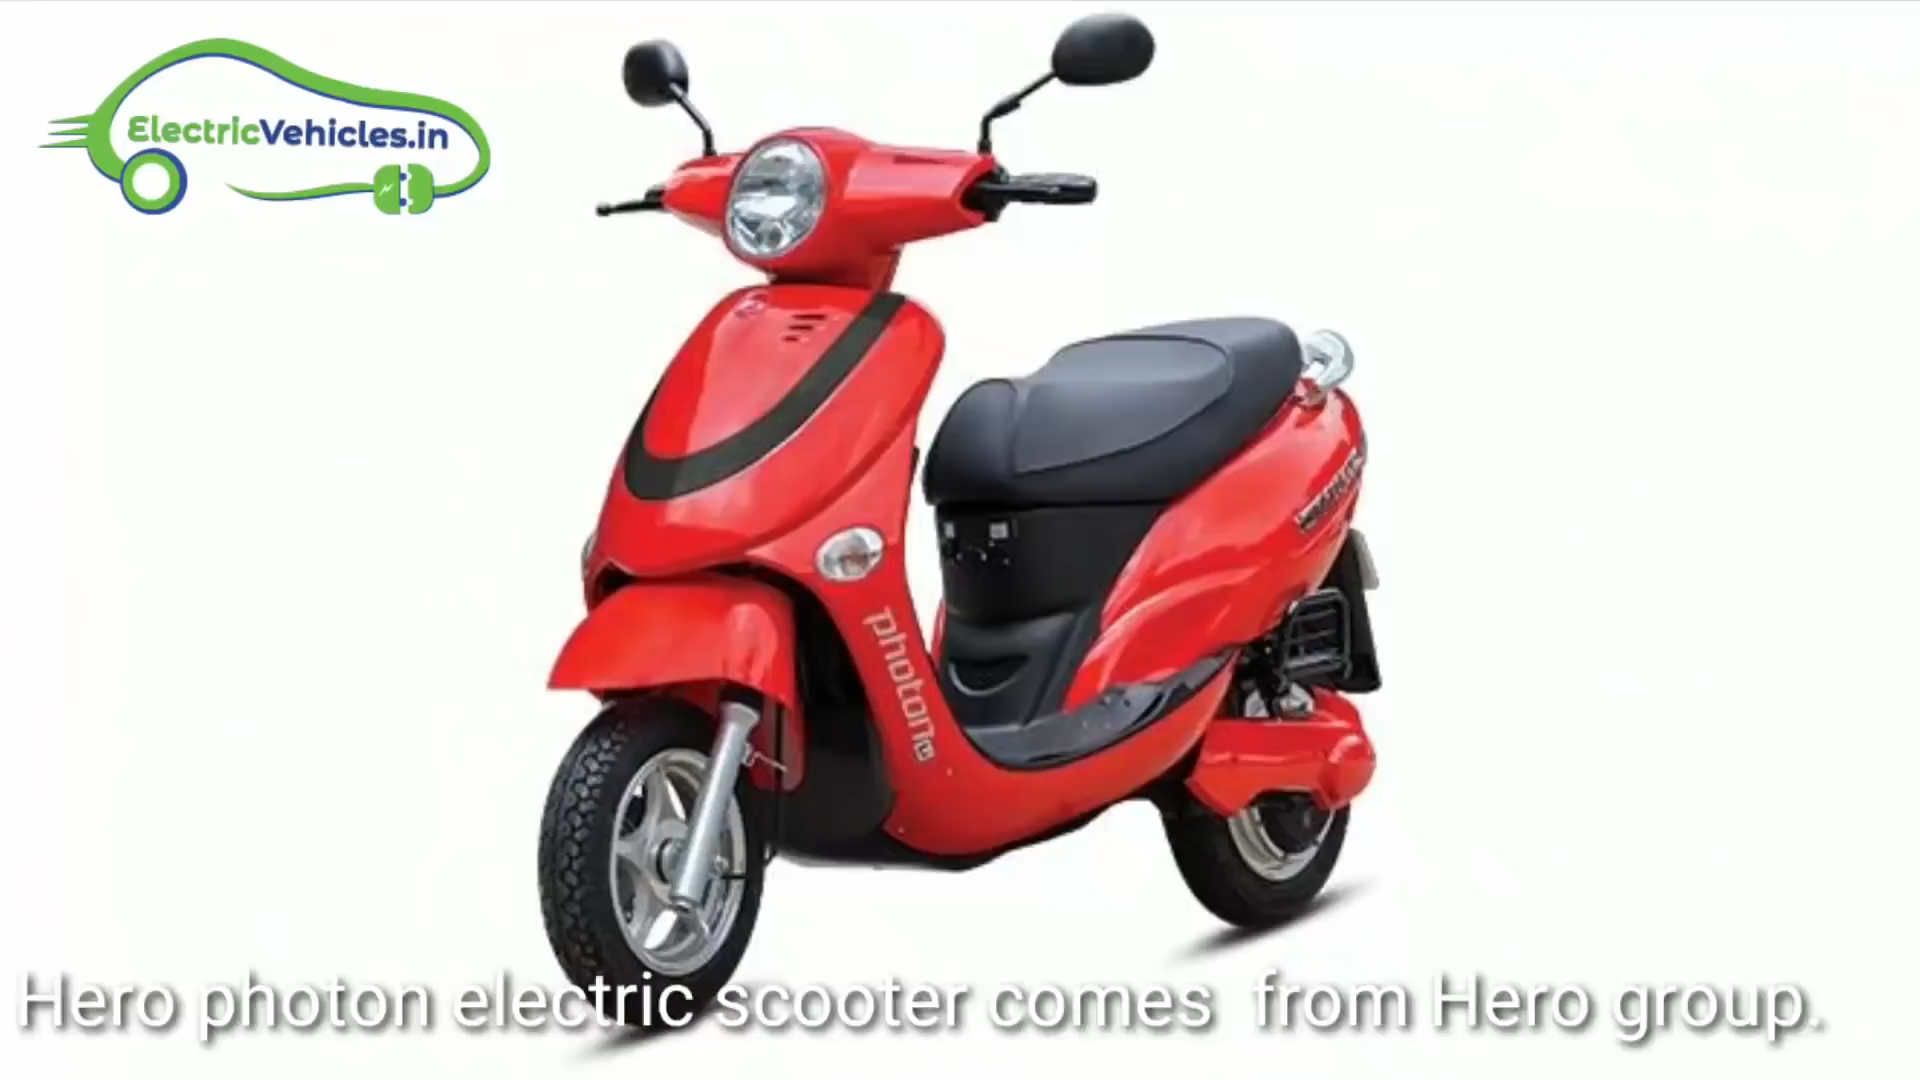 ElectricVehicles.in
photon
Hero photon electric scooter comes  from Hero group.